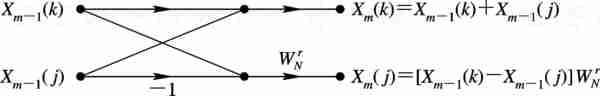 X_{m-1}(k) X_m(k)=X_{m-1}(k)+X_{m-1}(j)
W_N^r
X_{m-1}(j) X_m(j)=[X_{m-1}(k)-X_{m-1}(j)]W_N^r
-1